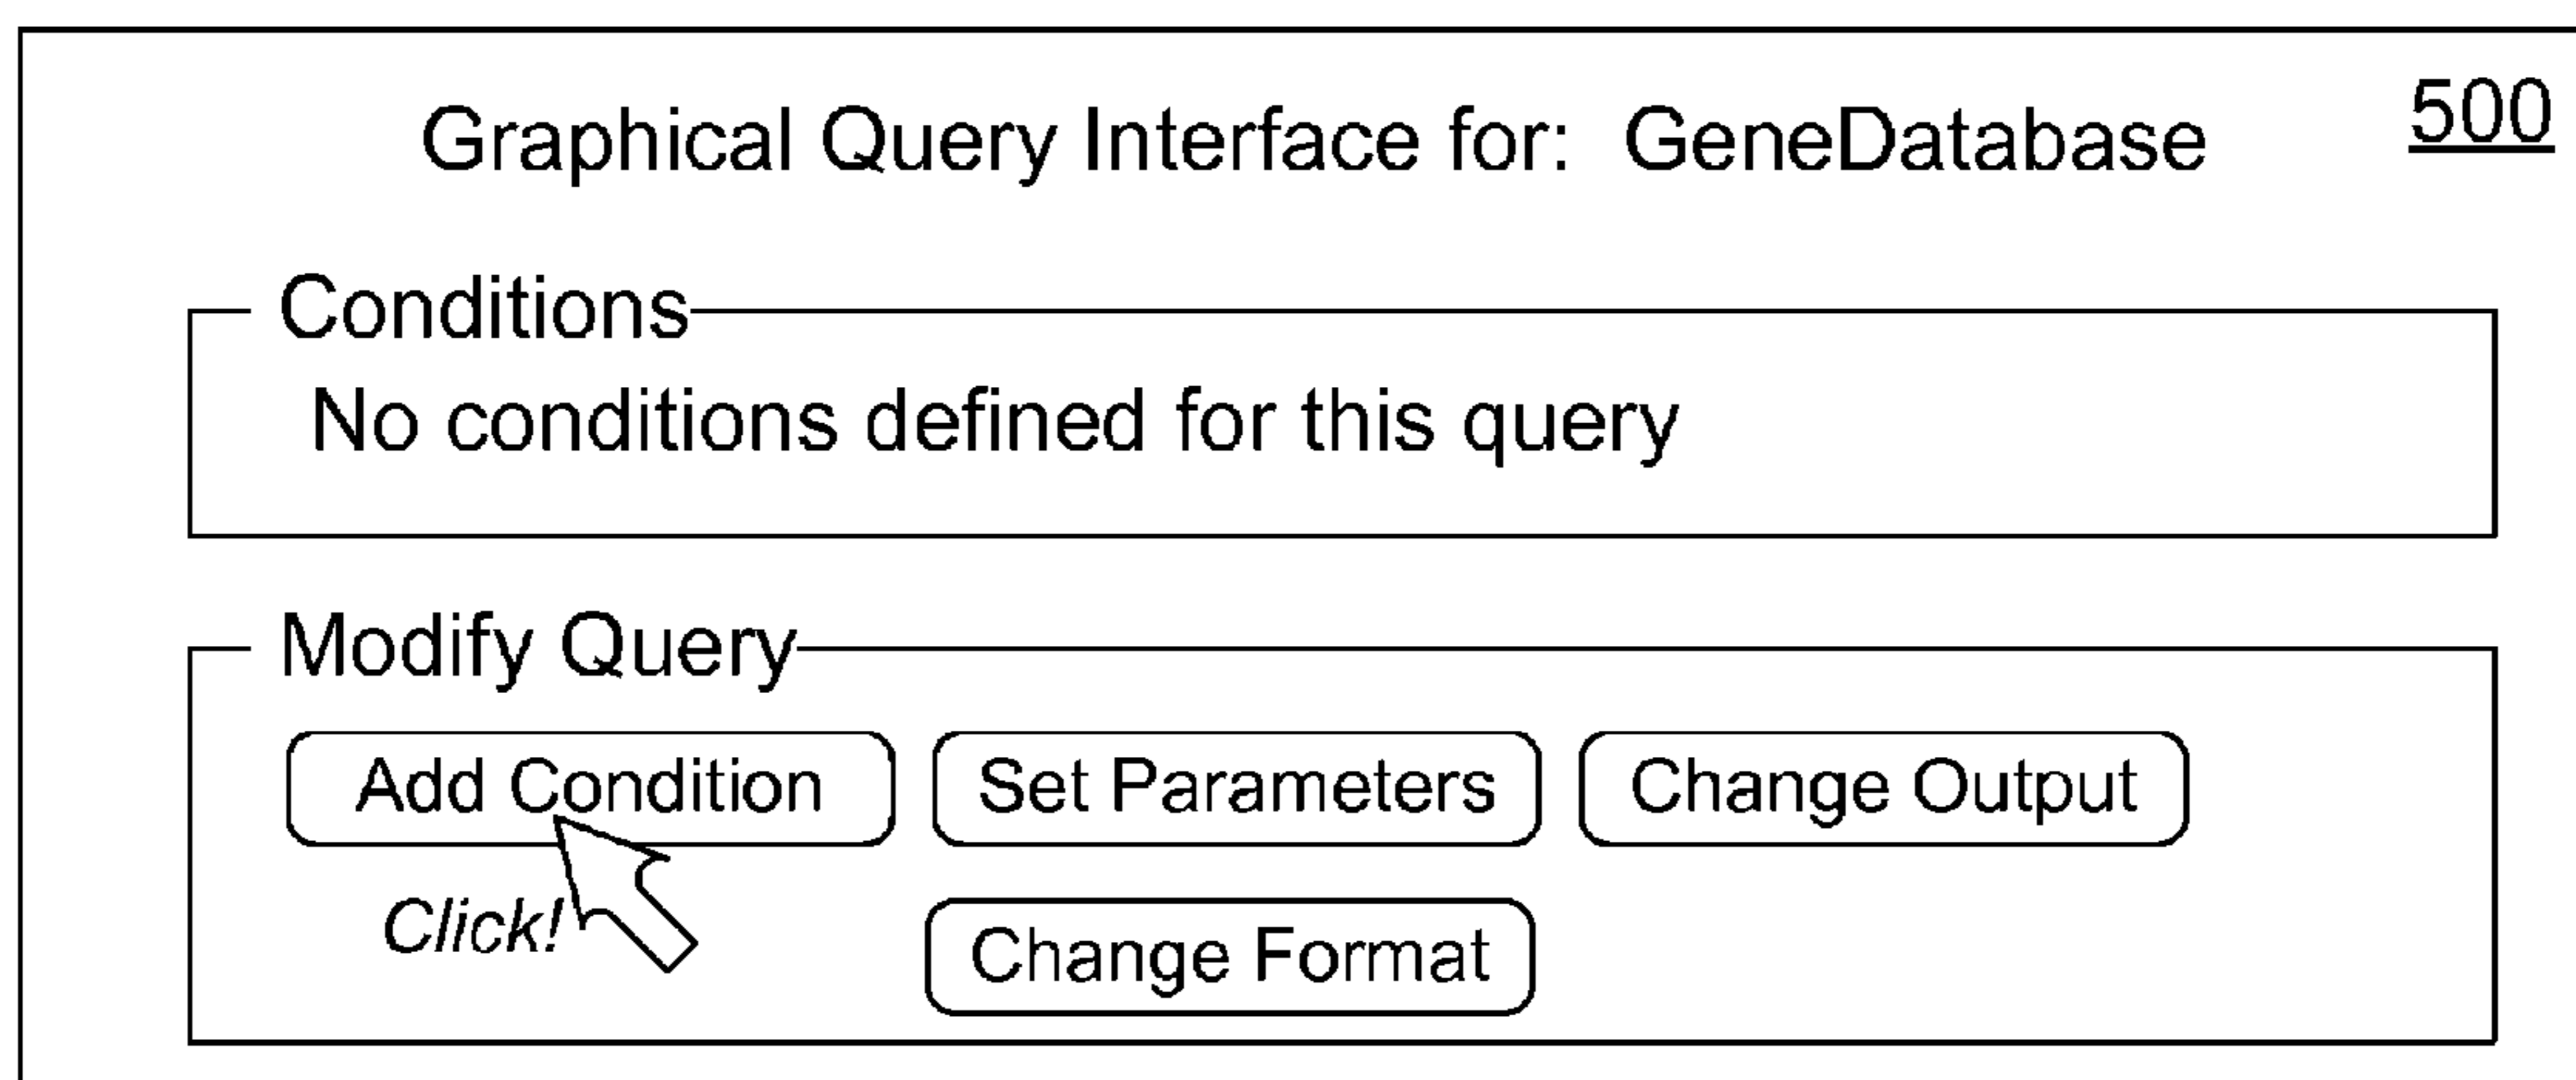 Graphical Query Interface for: GeneDatabase 500
Conditions
No conditions defined for this query
Modify Query
Add Condition Set Parameters Change Output
Click! Change Format